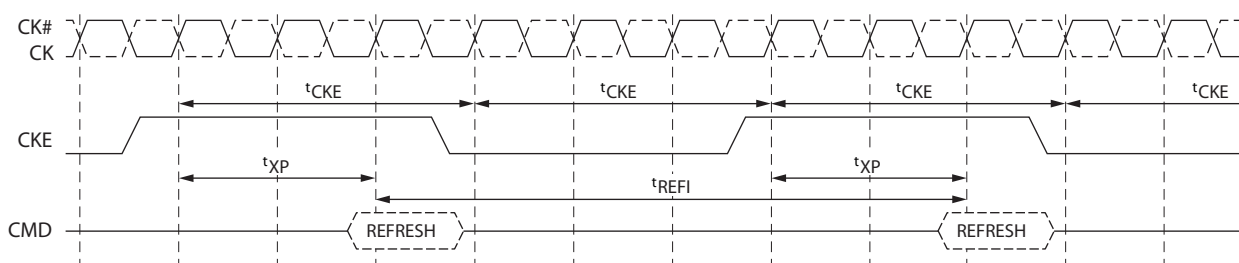 CK#
CK
tCKE tCKE tCKE tCKE
CKE
tXP tXP
tREFI
CMD REFRESH REFRESH